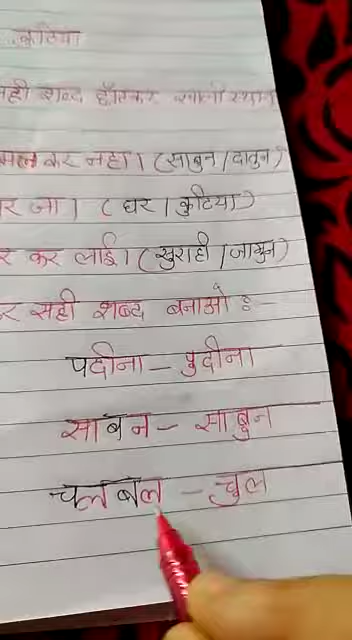 कुटिया
सही शब्द छाँटकर खाली स्थान
मल कर नहा। (साबुन / दातुन)
र जा। (घर / कुटिया)
र कर लाई। (सुराही / जामुन)
र सही शब्द बनाओ :-
पदीना - पुदीना
साबन - साबुन
चलबल - चुल